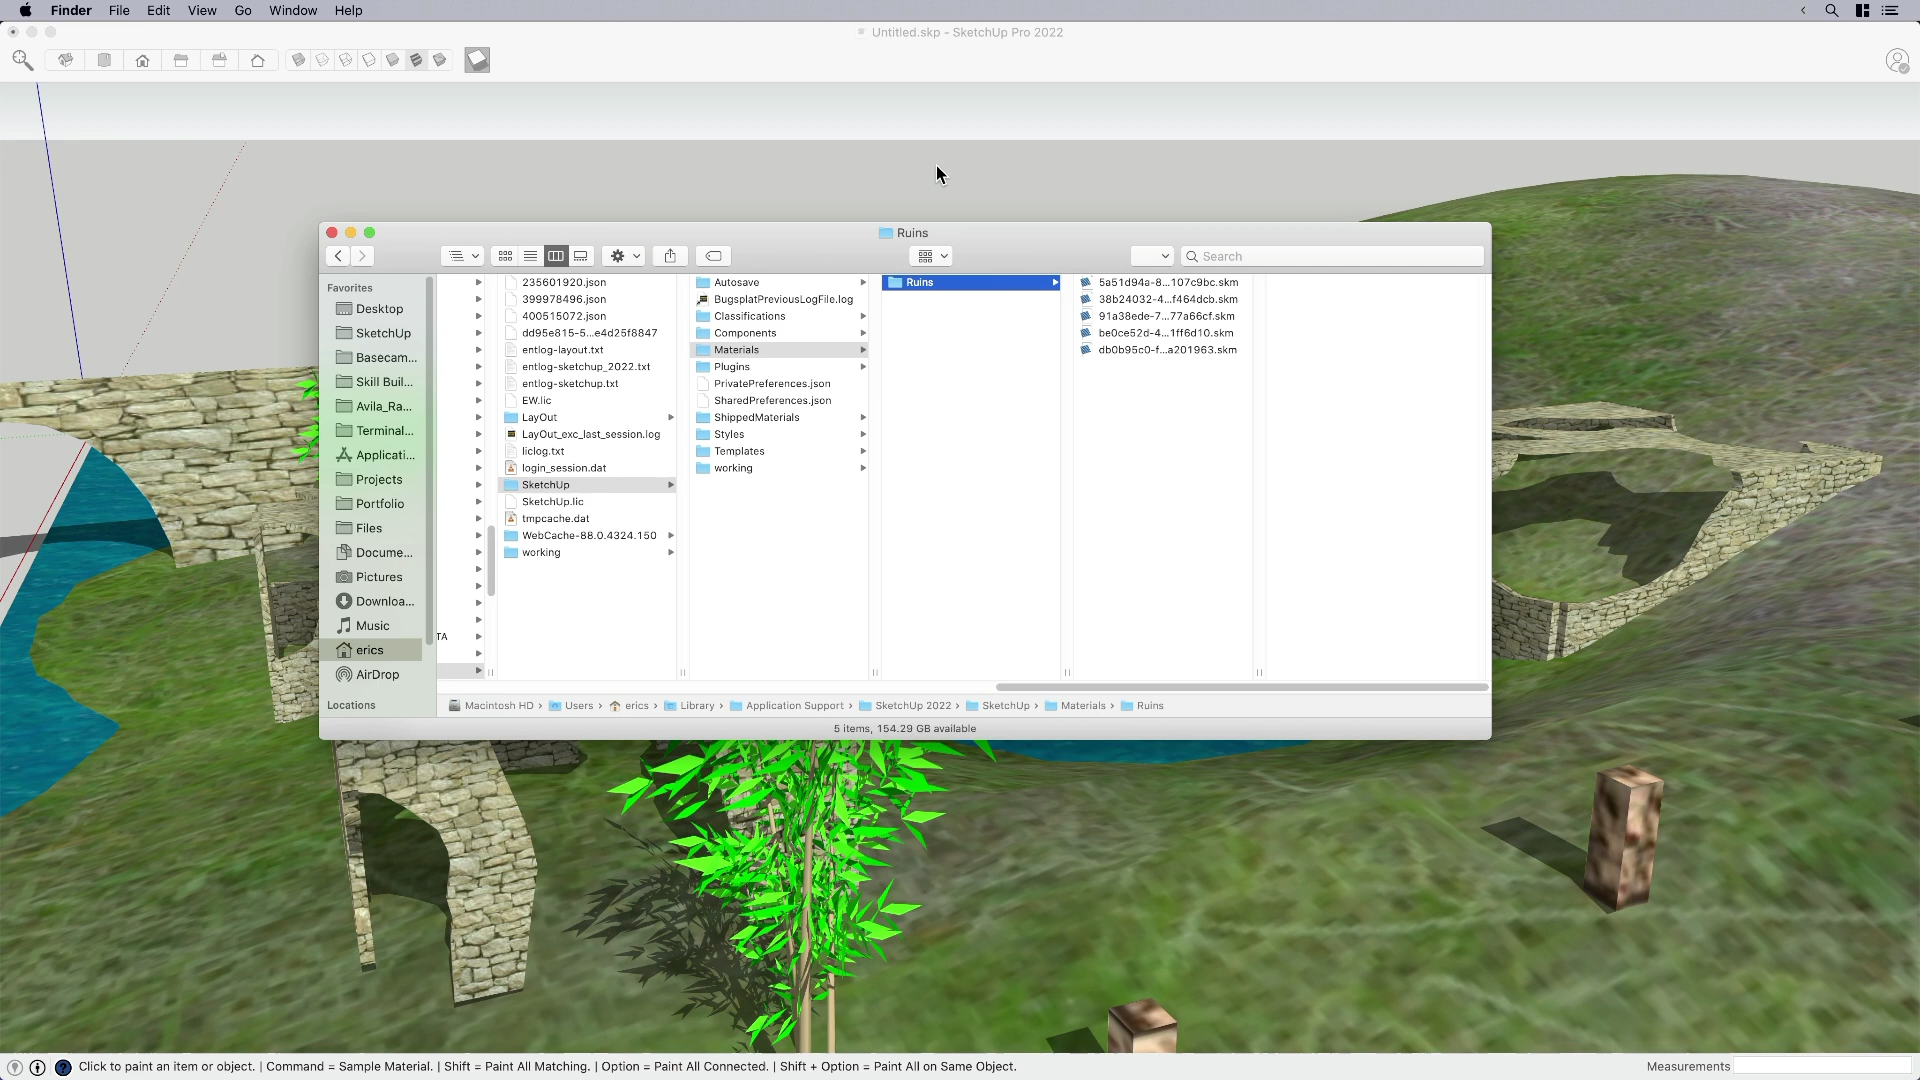 Finder File Edit View Go Window Help
Untitled.skp - SketchUp Pro 2022
Ruins
Search
Favorites
Desktop
SketchUp
Basecam...
Skill Buil...
Avila_Ra...
Terminal...
Applicati...
Projects
Portfolio
Files
Docume...
Pictures
Downloa...
Music
erics
AirDrop
Locations
TA
235601920.json
399978496.json
400515072.json
dd95e815-5...e4d25f8847
entlog-layout.txt
entlog-sketchup_2022.txt
entlog-sketchup.txt
EW.lic
LayOut
LayOut_exc_last_session.log
liclog.txt
login_session.dat
SketchUp
SketchUp.lic
tmpcache.dat
WebCache-88.0.4324.150
working
Autosave
BugsplatPreviousLogFile.log
Classifications
Components
Materials
Plugins
PrivatePreferences.json
SharedPreferences.json
ShippedMaterials
Styles
Templates
working
Ruins
5a51d94a-8...107c9bc.skm
38b24032-4...f464dcb.skm
91a38ede-7...77a66cf.skm
be0ce52d-4...1ff6d10.skm
db0b95c0-f...a201963.skm
Macintosh HD › Users › erics › Library › Application Support › SketchUp 2022 › SketchUp › Materials › Ruins
5 items, 154.29 GB available
Click to paint an item or object. | Command = Sample Material. | Shift = Paint All Matching. | Option = Paint All Connected. | Shift + Option = Paint All on Same Object.
Measurements